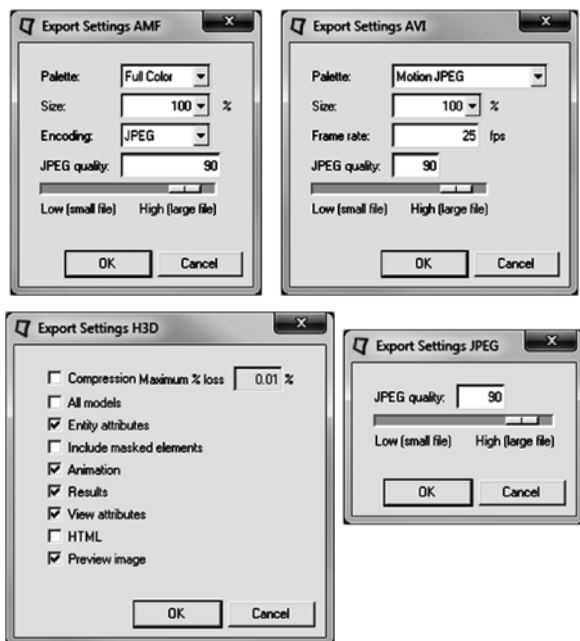 Export Settings AMF
Palette: Full Color
Size: 100 %
Encoding: JPEG
JPEG quality: 90
Low (small file) High (large file)
OK Cancel
Export Settings AVI
Palette: Motion JPEG
Size: 100 %
Frame rate: 25 fps
JPEG quality: 90
Low (small file) High (large file)
OK Cancel
Export Settings H3D
Compression Maximum % loss 0.01 %
All models
Entity attributes
Include masked elements
Animation
Results
View attributes
HTML
Preview image
OK Cancel
Export Settings JPEG
JPEG quality: 90
Low (small file) High (large file)
OK Cancel